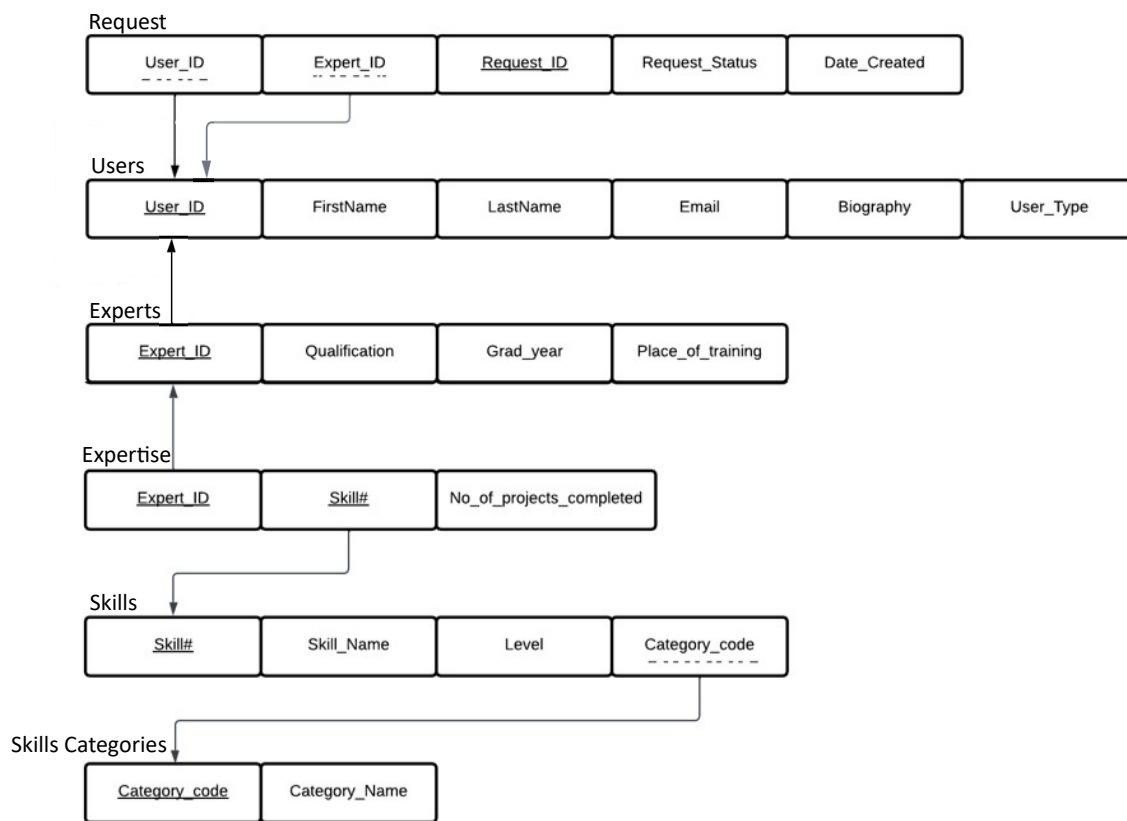 Request
User_ID Expert_ID Request_ID Request_Status Date_Created
Users
User_ID FirstName LastName Email Biography User_Type
Experts
Expert_ID Qualification Grad_year Place_of_training
Expertise
Expert_ID Skill# No_of_projects_completed
Skills
Skill# Skill_Name Level Category_code
Skills Categories
Category_code Category_Name